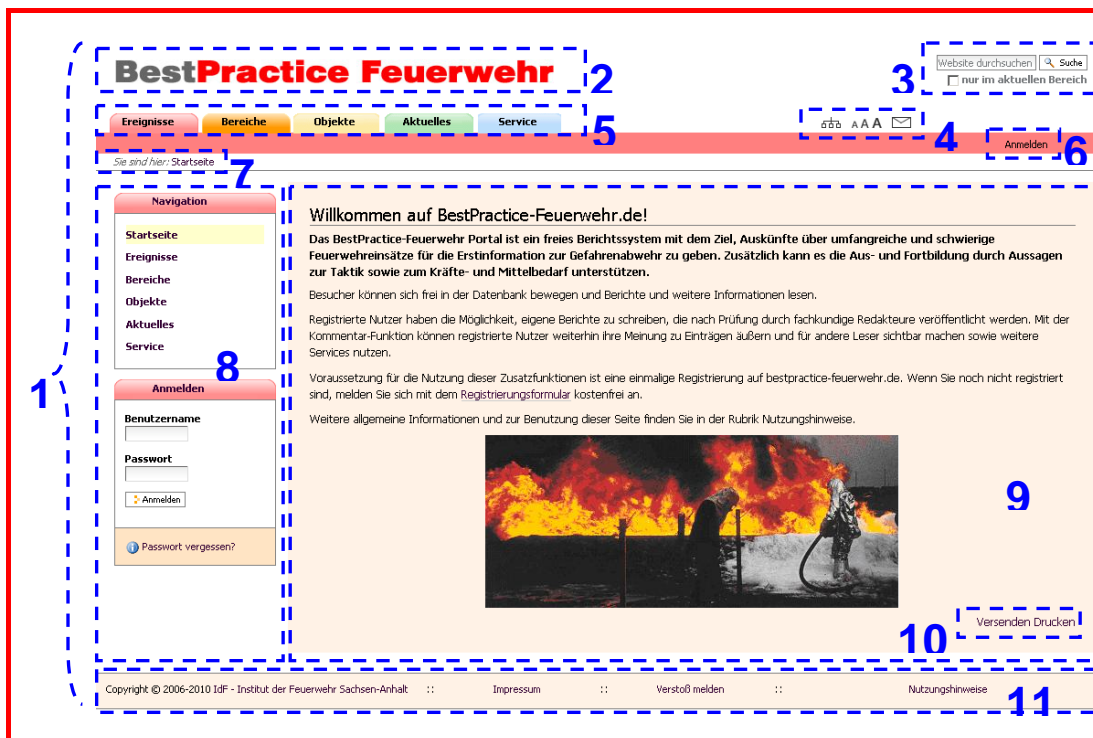 BestPractice Feuerwehr
2
3
Website durchsuchen Suche
nur im aktuellen Bereich
Ereignisse Bereiche Objekte Aktuelles Service
5
AAA
4
Anmelden
6
Sie sind hier: Startseite
7
Navigation
Startseite
Ereignisse
Bereiche
Objekte
Aktuelles
Service
8
1
Anmelden
Benutzername
Passwort
Anmelden
Passwort vergessen?
Willkommen auf BestPractice-Feuerwehr.de!
Das BestPractice-Feuerwehr Portal ist ein freies Berichtssystem mit dem Ziel, Auskünfte über umfangreiche und schwierige
Feuerwehreinsätze für die Erstinformation zur Gefahrenabwehr zu geben. Zusätzlich kann es die Aus- und Fortbildung durch Aussagen
zur Taktik sowie zum Kräfte- und Mittelbedarf unterstützen.
Besucher können sich frei in der Datenbank bewegen und Berichte und weitere Informationen lesen.
Registrierte Nutzer haben die Möglichkeit, eigene Berichte zu schreiben, die nach Prüfung durch fachkundige Redakteure veröffentlicht werden. Mit der
Kommentar-Funktion können registrierte Nutzer weiterhin ihre Meinung zu Einträgen äußern und für andere Leser sichtbar machen sowie weitere
Services nutzen.
Voraussetzung für die Nutzung dieser Zusatzfunktionen ist eine einmalige Registrierung auf bestpractice-feuerwehr.de. Wenn Sie noch nicht registriert
sind, melden Sie sich mit dem Registrierungsformular kostenfrei an.
Weitere allgemeine Informationen und zur Benutzung dieser Seite finden Sie in der Rubrik Nutzungshinweise.
9
Versenden Drucken
10
Copyright © 2006-2010 IdF - Institut der Feuerwehr Sachsen-Anhalt :: Impressum :: Verstoß melden :: Nutzungshinweise
11